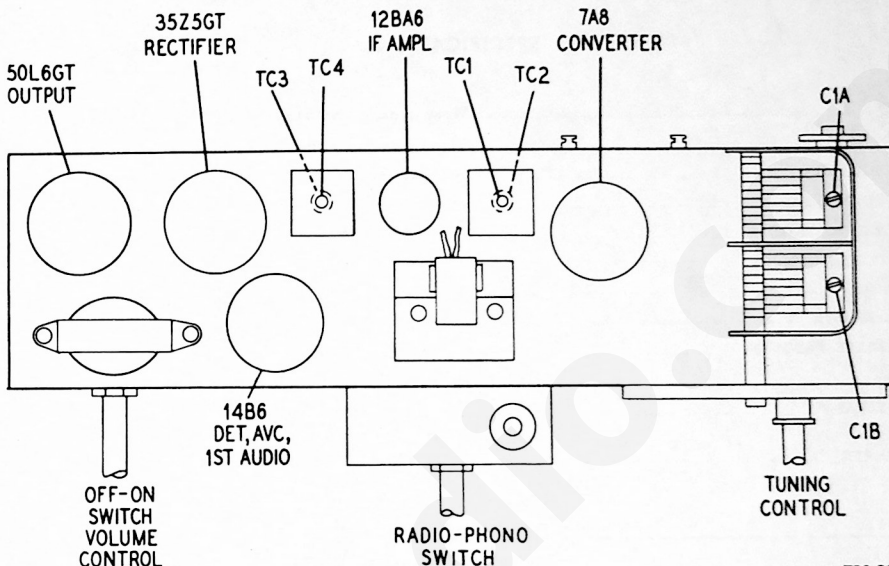 50L6GT
OUTPUT
35Z5GT
RECTIFIER
TC3
TC4
12BA6
IF AMPL
TC1
TC2
7A8
CONVERTER
C1A
14B6
DET, AVC,
1ST AUDIO
C1B
OFF-ON
SWITCH
VOLUME
CONTROL
RADIO-PHONO
SWITCH
TUNING
CONTROL